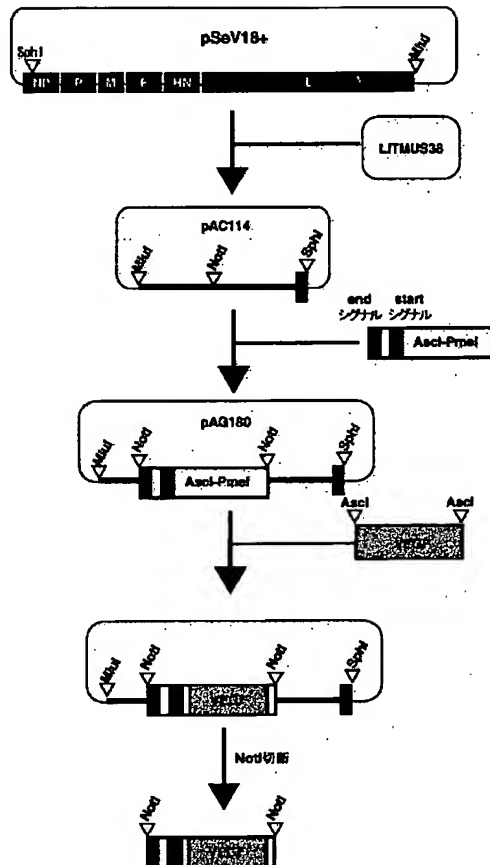 pSeV18+
SphI
MluI
NP P M F HN L
LITMUS38
pAC114
MluI
NotI
SphI
end
シグナル
start
シグナル
AscI-PmeI
pAG180
MluI
NotI
NotI
SphI
AscI-PmeI
AscI
AscI
MluI
NotI
NotI
SphI
NotI切断
NotI
NotI